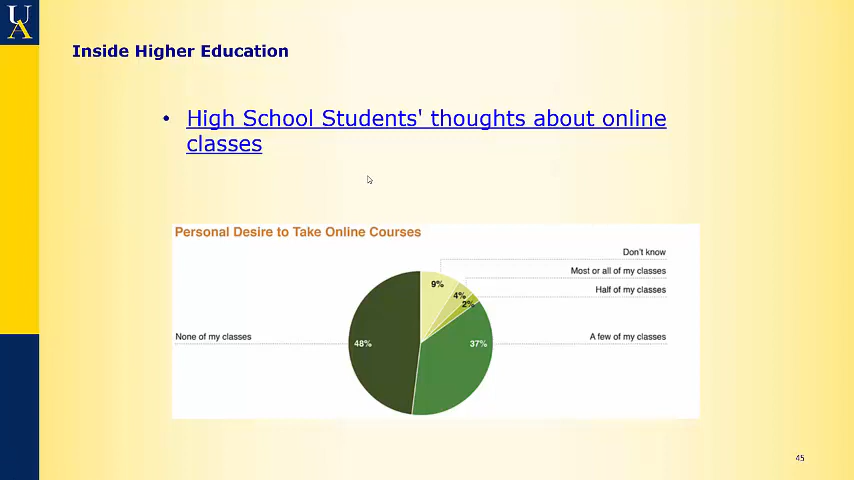 UA
Inside Higher Education
• High School Students' thoughts about online
classes
Personal Desire to Take Online Courses
Don't know
Most or all of my classes
Half of my classes
None of my classes
A few of my classes
9%
4%
2%
48%
37%
45